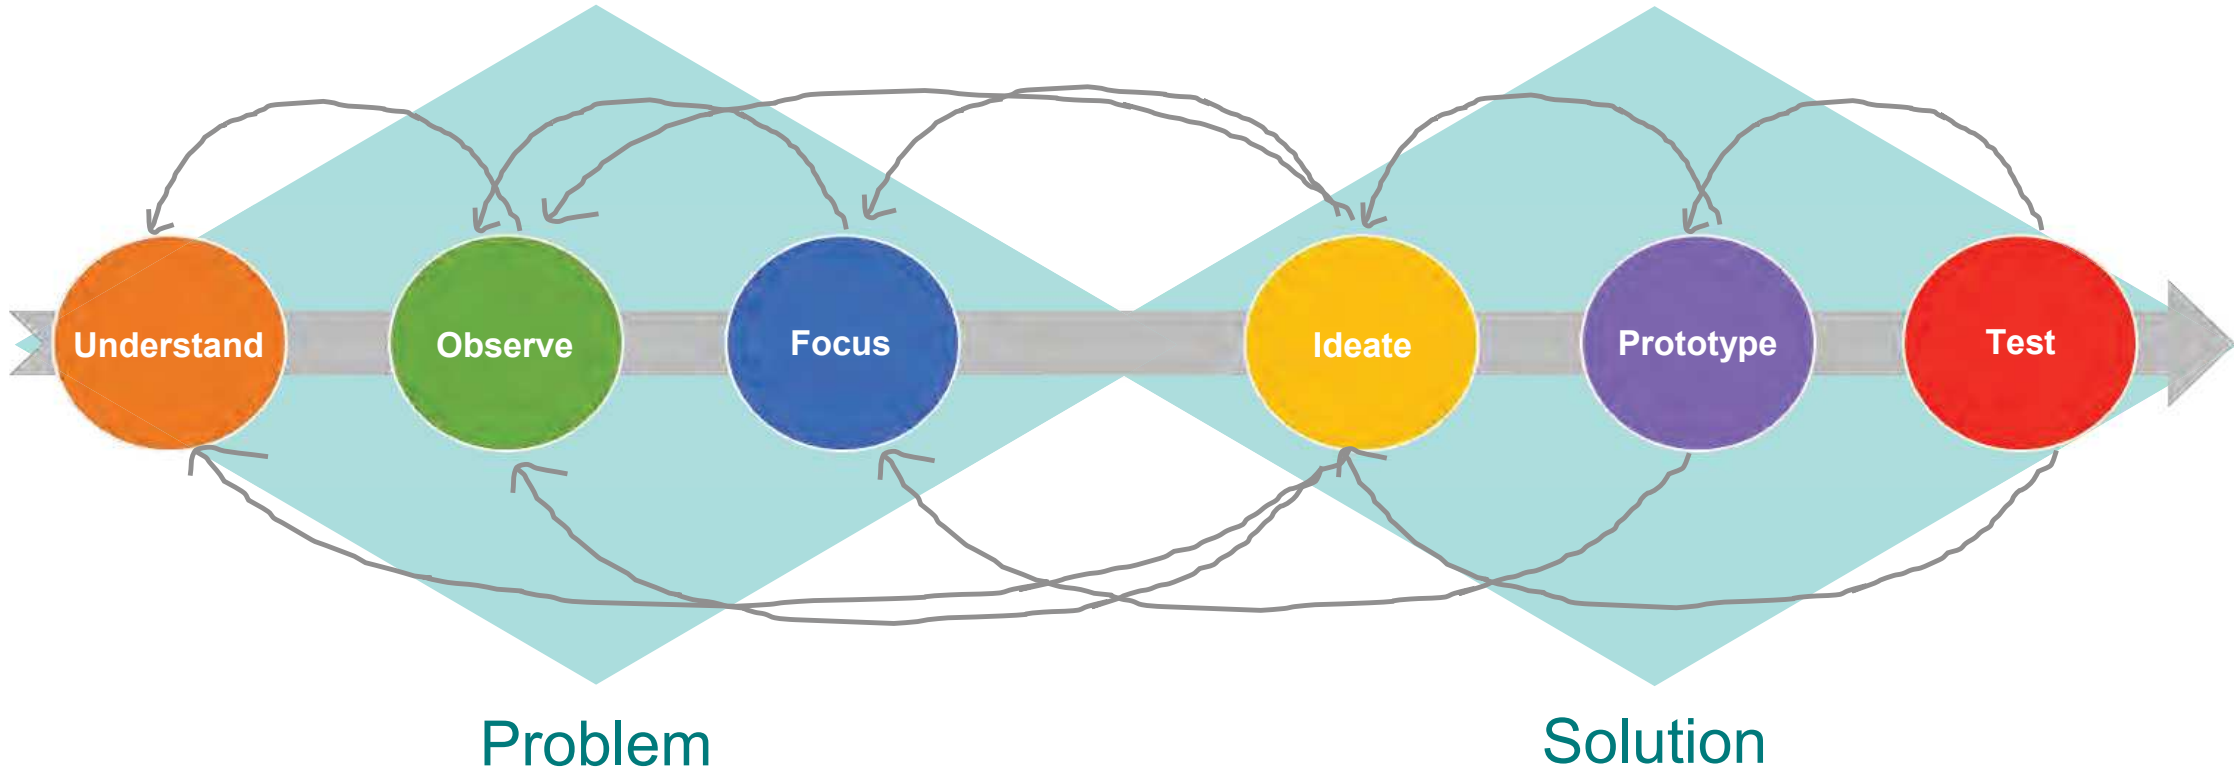 Understand
Observe
Focus
Ideate
Prototype
Test
Problem
Solution